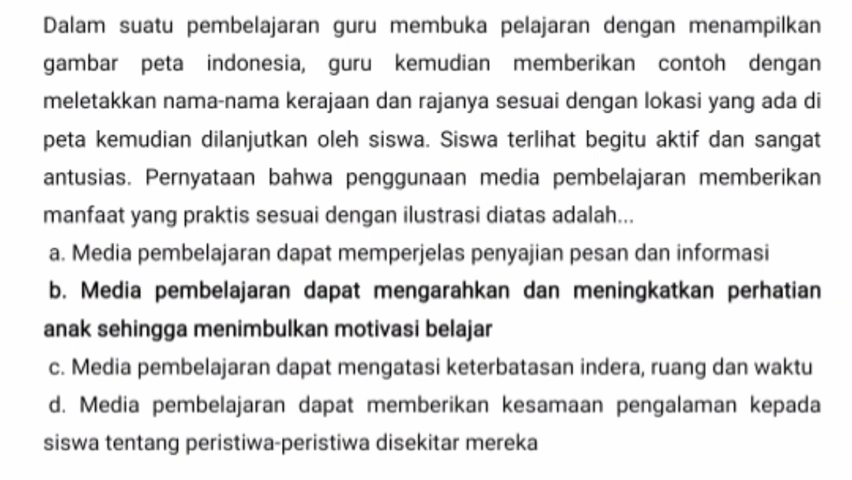 Dalam suatu pembelajaran guru membuka pelajaran dengan menampilkan
gambar peta indonesia, guru kemudian memberikan contoh dengan
meletakkan nama-nama kerajaan dan rajanya sesuai dengan lokasi yang ada di
peta kemudian dilanjutkan oleh siswa. Siswa terlihat begitu aktif dan sangat
antusias. Pernyataan bahwa penggunaan media pembelajaran memberikan
manfaat yang praktis sesuai dengan ilustrasi diatas adalah...
a. Media pembelajaran dapat memperjelas penyajian pesan dan informasi
b. Media pembelajaran dapat mengarahkan dan meningkatkan perhatian
anak sehingga menimbulkan motivasi belajar
c. Media pembelajaran dapat mengatasi keterbatasan indera, ruang dan waktu
d. Media pembelajaran dapat memberikan kesamaan pengalaman kepada
siswa tentang peristiwa-peristiwa disekitar mereka